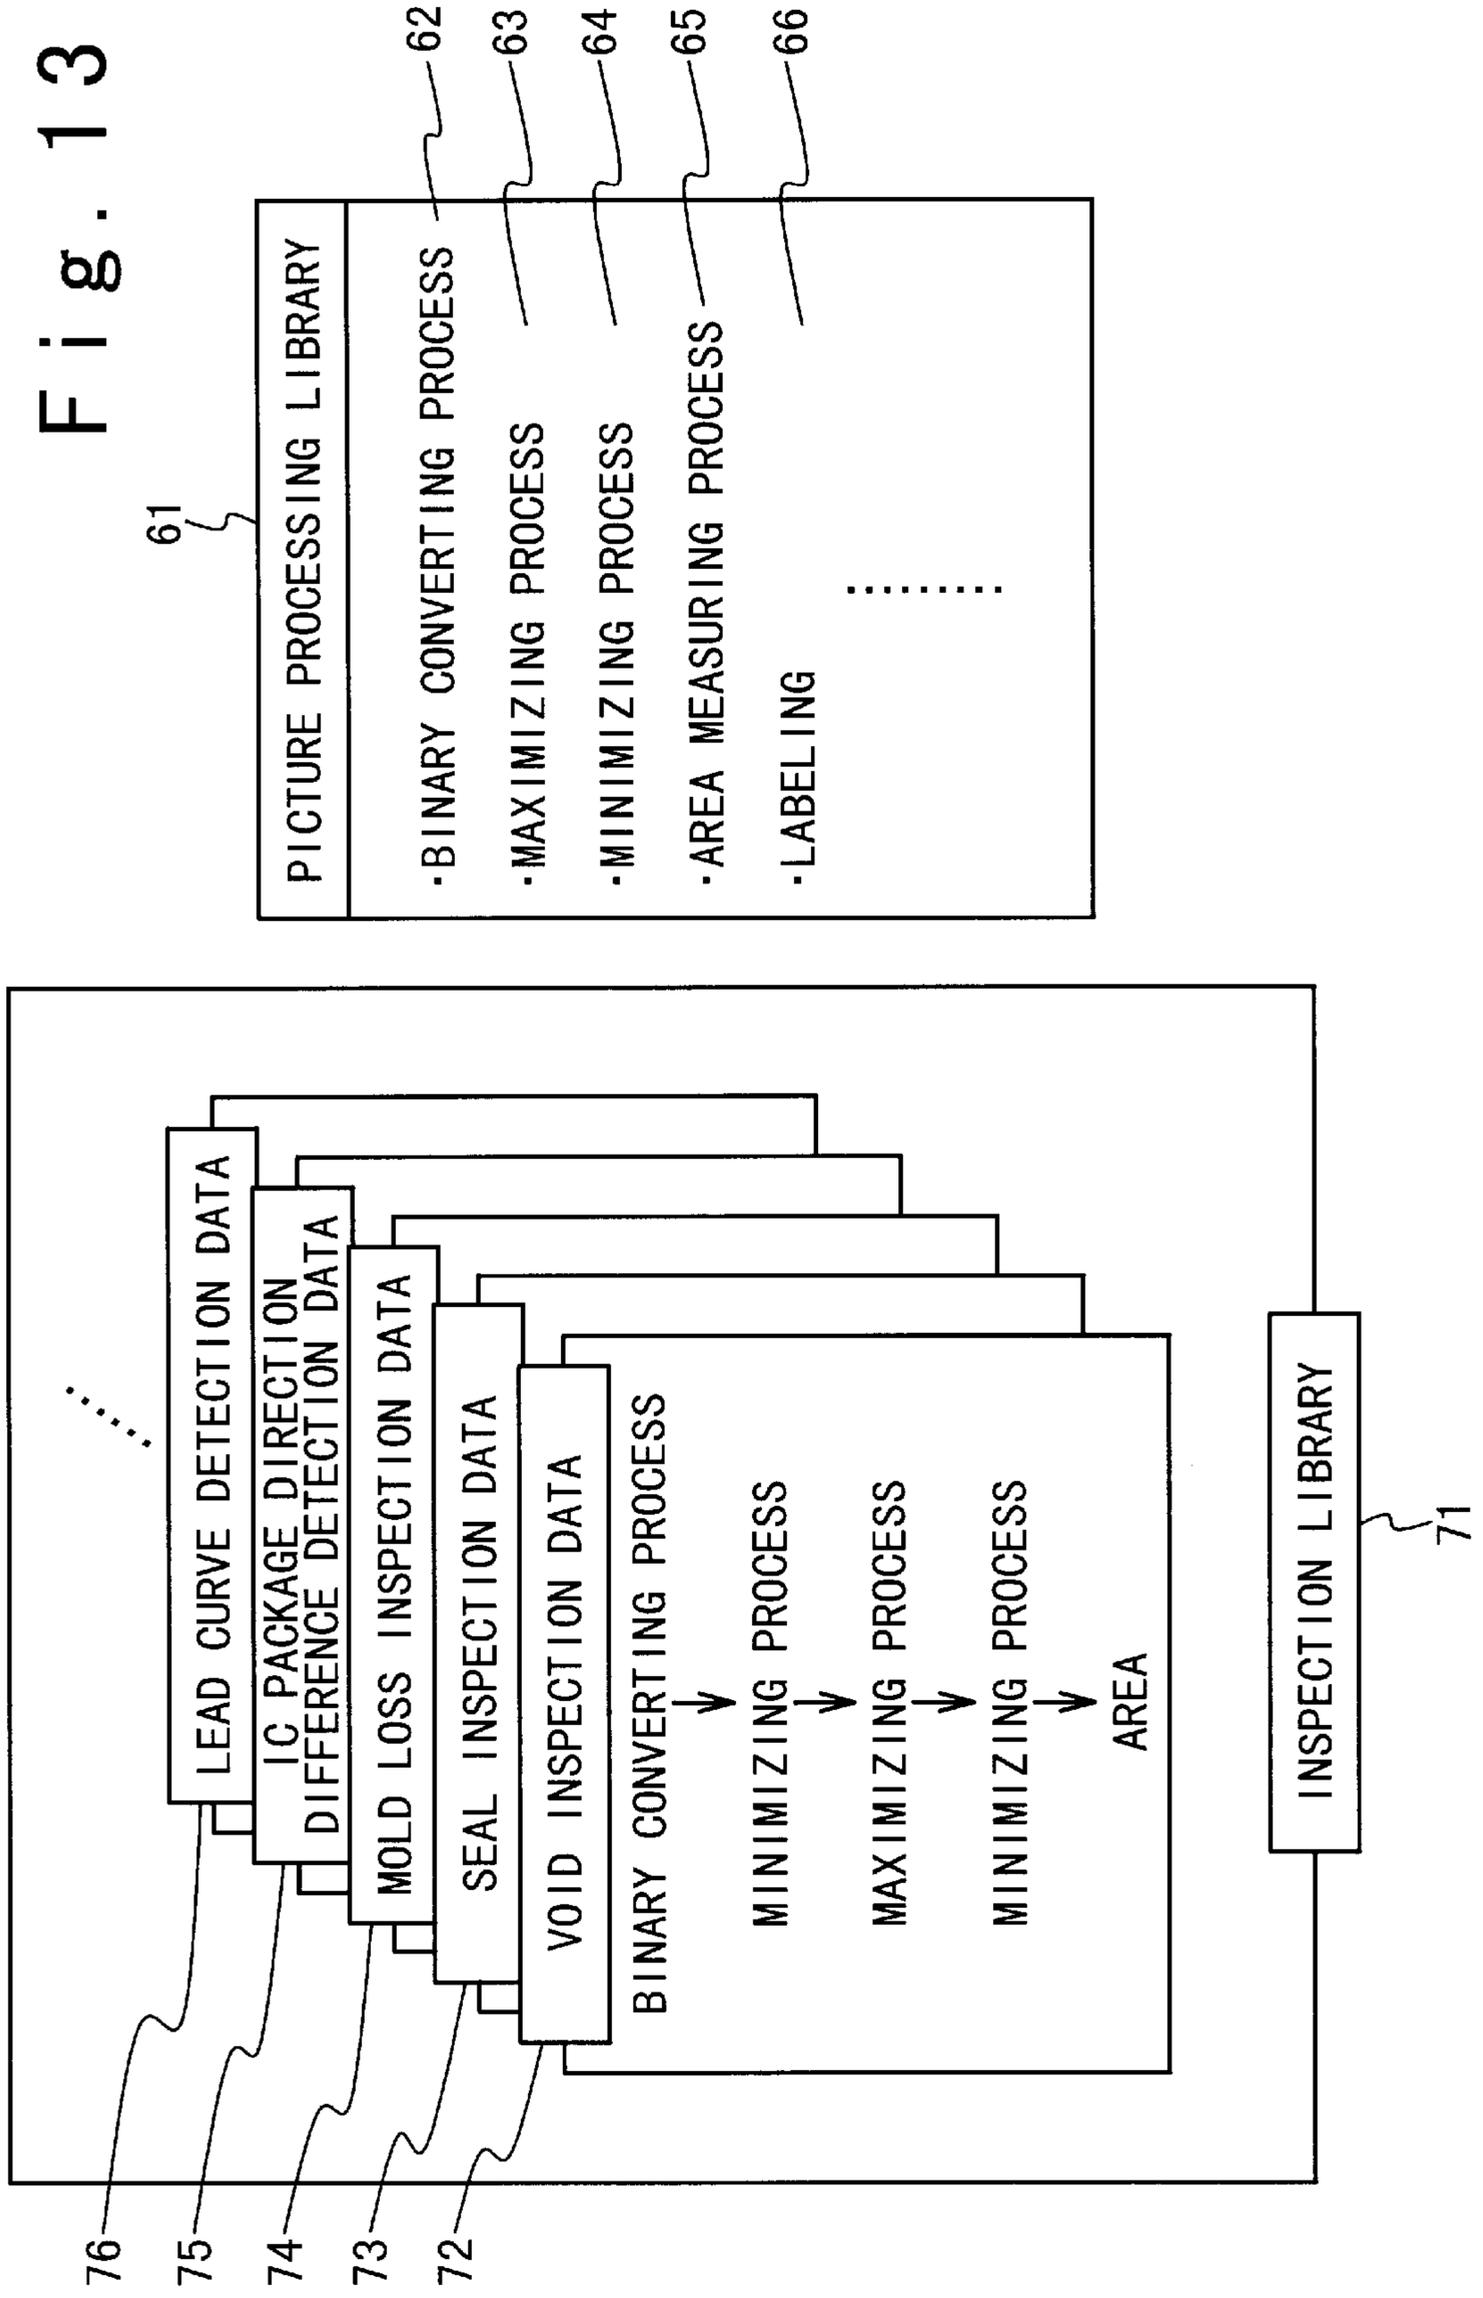 Fig. 13
76
75
74
73
72
LEAD CURVE DETECTION DATA
IC PACKAGE DIRECTION
DIFFERENCE DETECTION DATA
MOLD LOSS INSPECTION DATA
SEAL INSPECTION DATA
VOID INSPECTION DATA
BINARY CONVERTING PROCESS
MINIMIZING PROCESS
MAXIMIZING PROCESS
MINIMIZING PROCESS
AREA
INSPECTION LIBRARY
71
61
PICTURE PROCESSING LIBRARY
·BINARY CONVERTING PROCESS 62
·MAXIMIZING PROCESS 63
·MINIMIZING PROCESS 64
·AREA MEASURING PROCESS 65
·LABELING 66